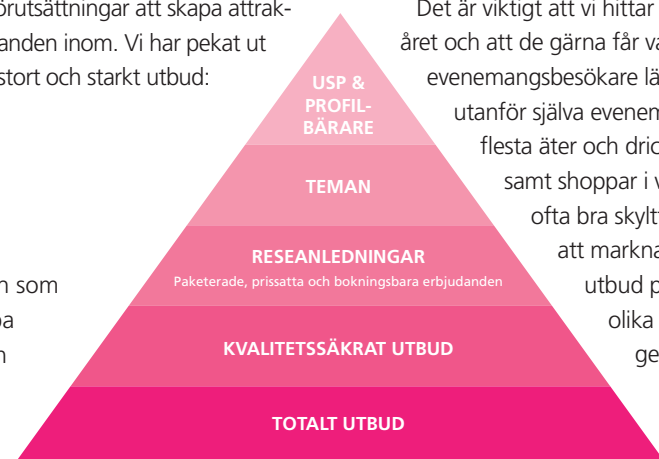 örutsättningar att skapa attrak-
anden inom. Vi har pekat ut
stort och starkt utbud:
n som
Det är viktigt att vi hittar
året och att de gärna får va
evenemangsbesökare lä
utanför själva evenem
flesta äter och dric
samt shoppar i v
ofta bra skylt
att markna
utbud p
olika
ge
USP &
PROFIL-
BÄRARE
TEMAN
RESEANLEDNINGAR
Paketerade, prissatta och bokningsbara erbjudanden
KVALITETSSÄKRAT UTBUD
TOTALT UTBUD